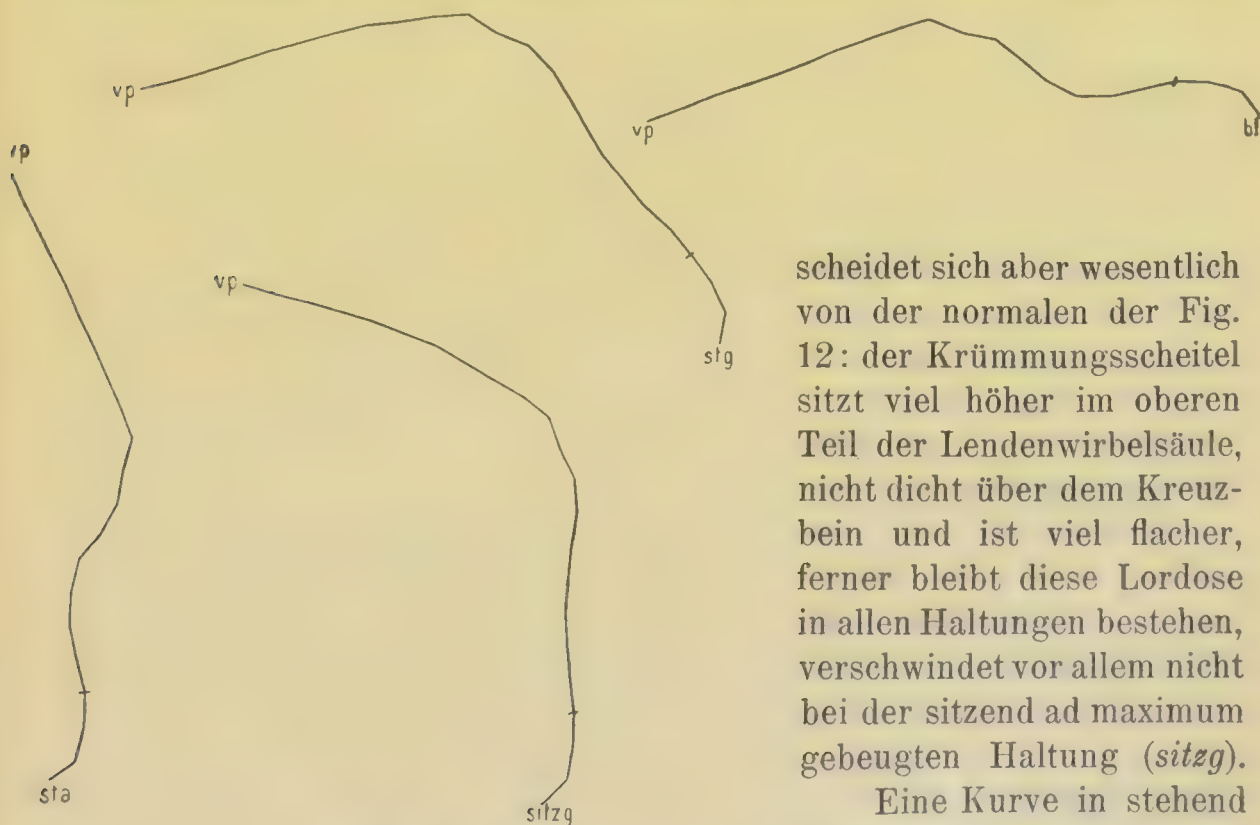 vp
vp
bl
vp
stg
vp
sta
sitzg
scheidet sich aber wesentlich
von der normalen der Fig.
12: der Krümmungsscheitel
sitzt viel höher im oberen
Teil der Lendenwirbelsäule,
nicht dicht über dem Kreuz-
bein und ist viel flacher,
ferner bleibt diese Lordose
in allen Haltungen bestehen,
verschwindet vor allem nicht
bei der sitzend ad maximum
gebeugten Haltung (sitzg).
Eine Kurve in stehend